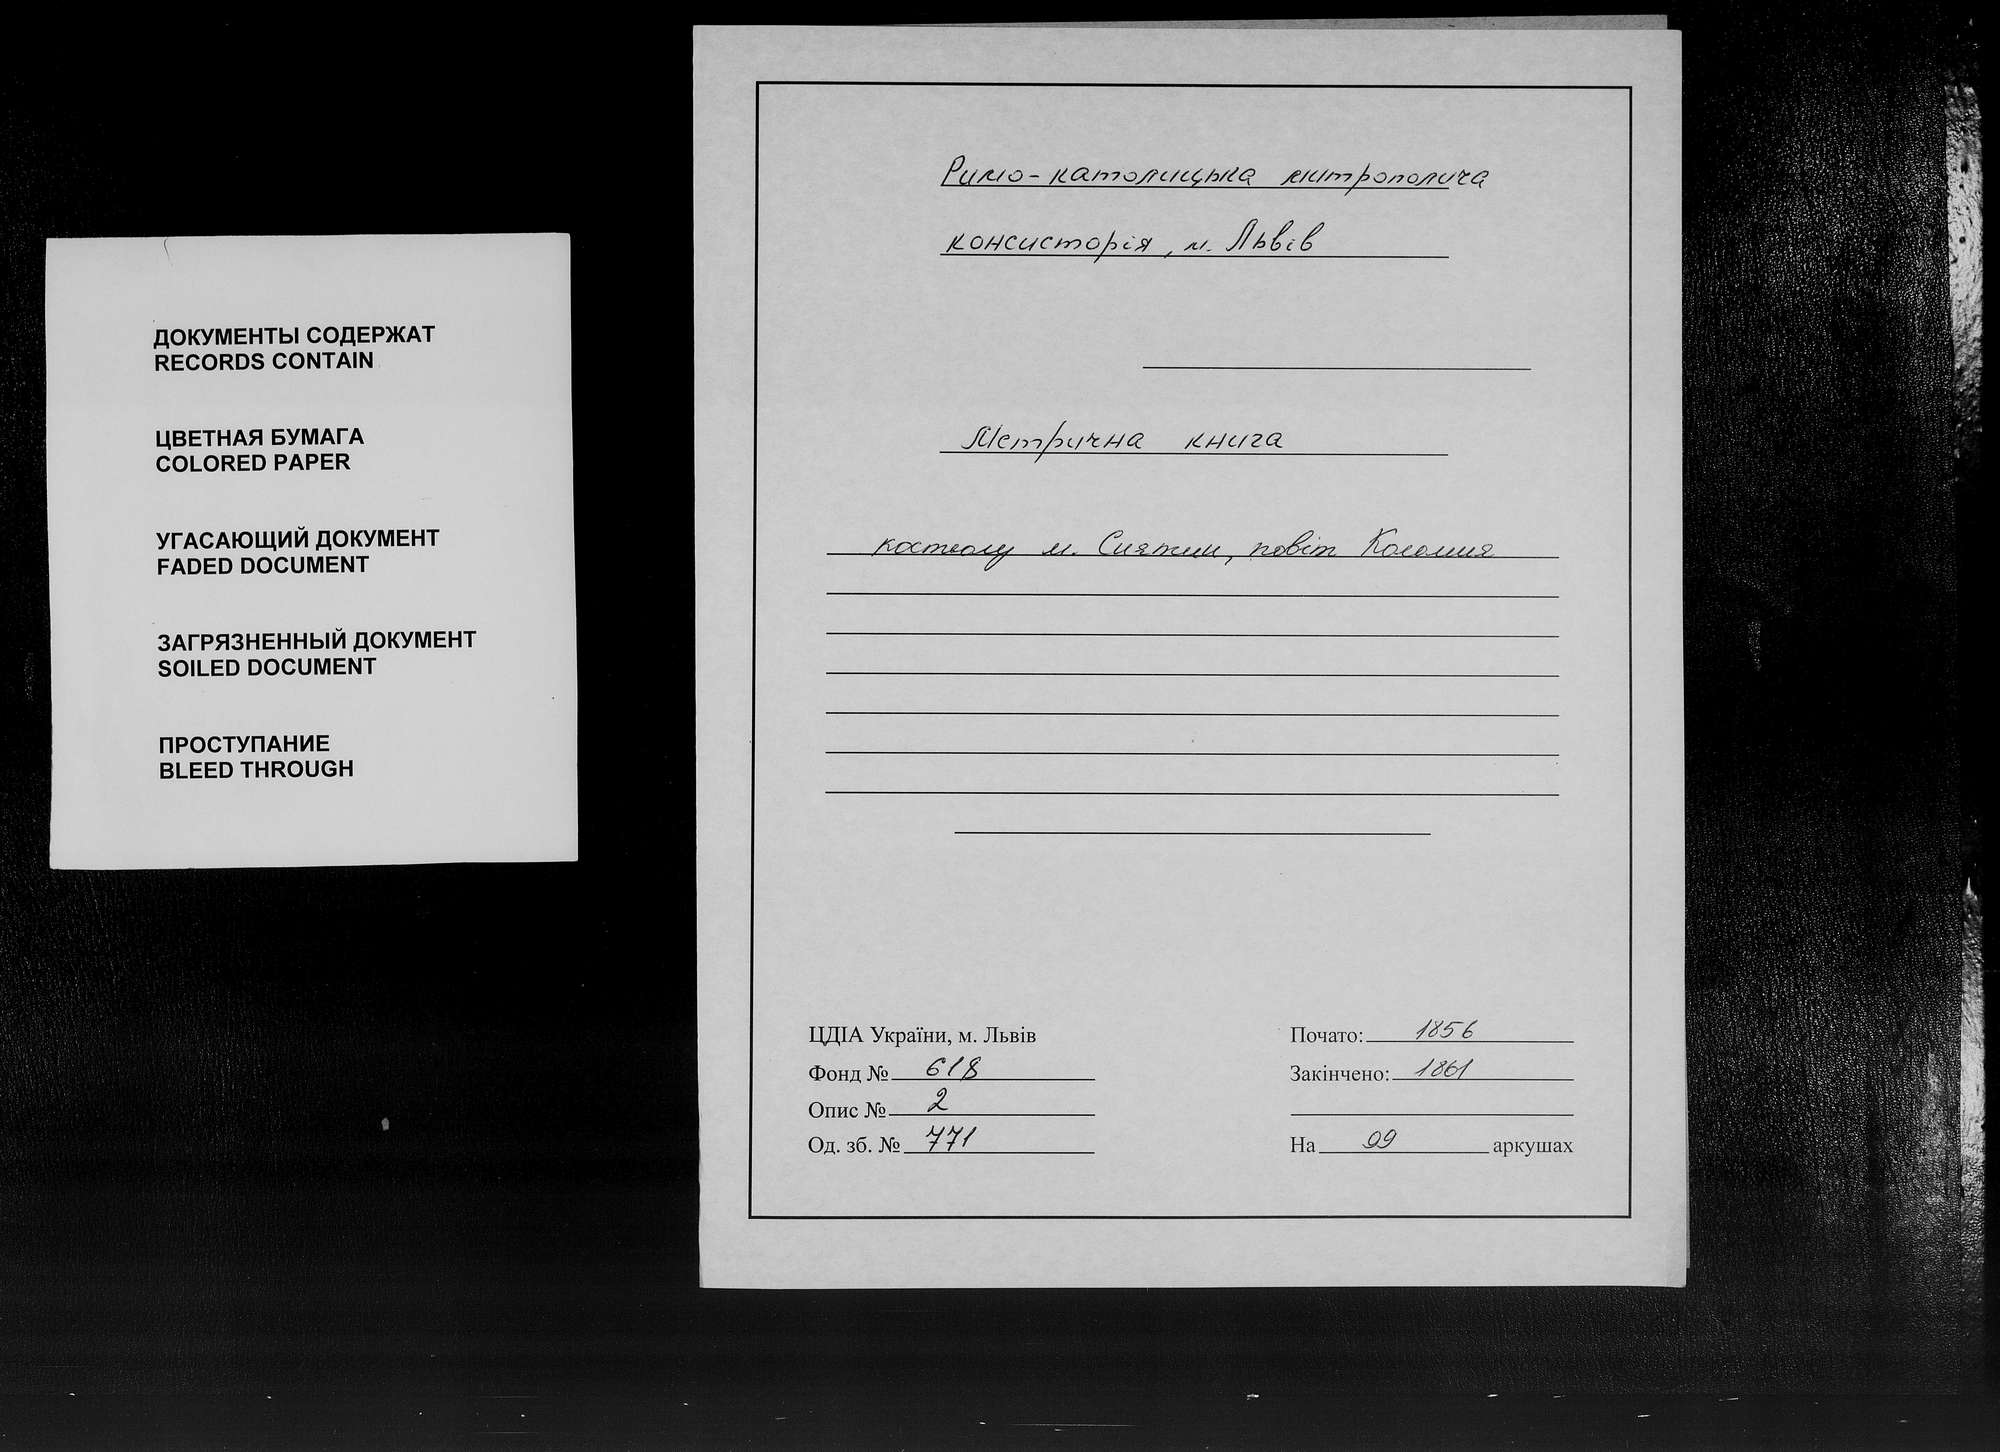 ДОКУМЕНТЫ СОДЕРЖАТ
RECORDS CONTAIN
ЦВЕТНАЯ БУМАГА
COLORED PAPER
УГАСАЮЩИЙ ДОКУМЕНТ
FADED DOCUMENT
ЗАГРЯЗНЕННЫЙ ДОКУМЕНТ
SOILED DOCUMENT
ПРОСТУПАНИЕ
BLEED THROUGH
Римо-католицька митрополича
консисторія, м. Львів
Метрична книга
костелу м. Снятин, повіт Коломия
ЦДІА України, м. Львів
Фонд № 618
Опис № 2
Од. зб. № 771
Почато: 1856
Закінчено: 1861
На 99 аркушах